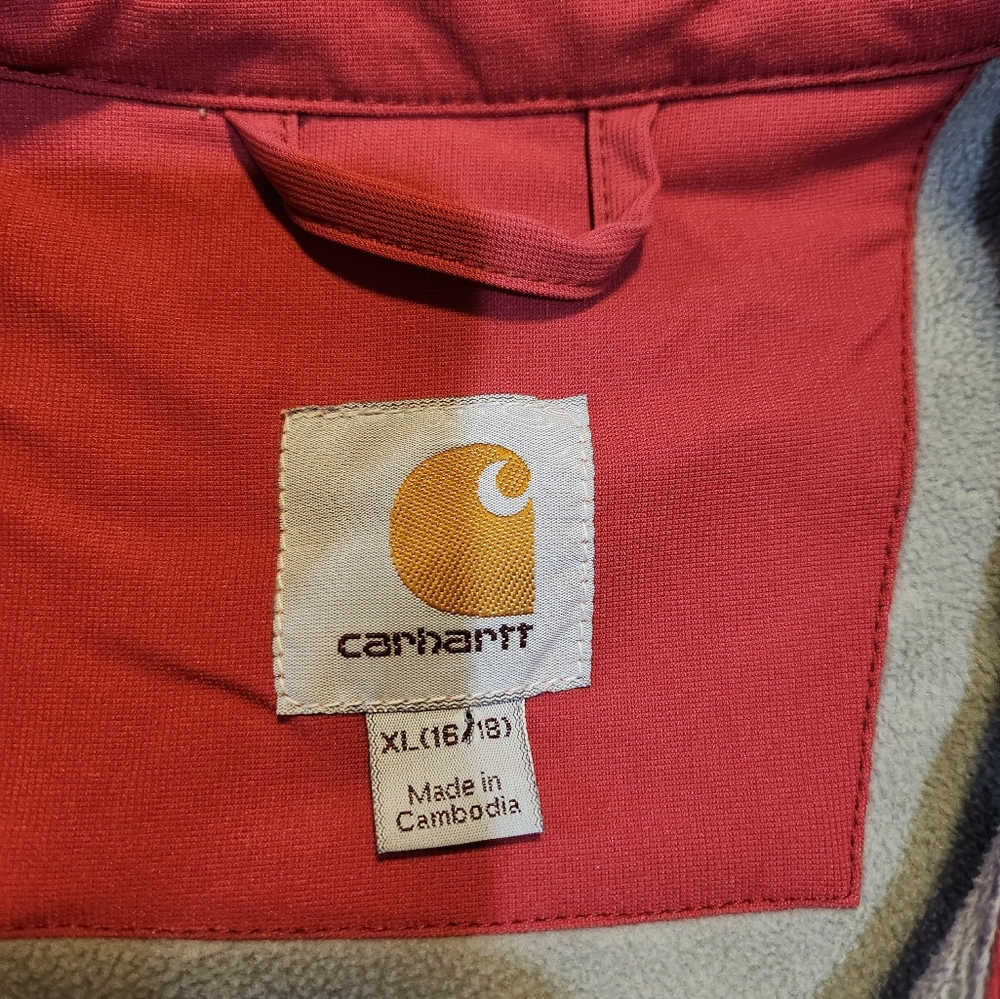 carhartt
XL(16/18)
Made in
Cambodia